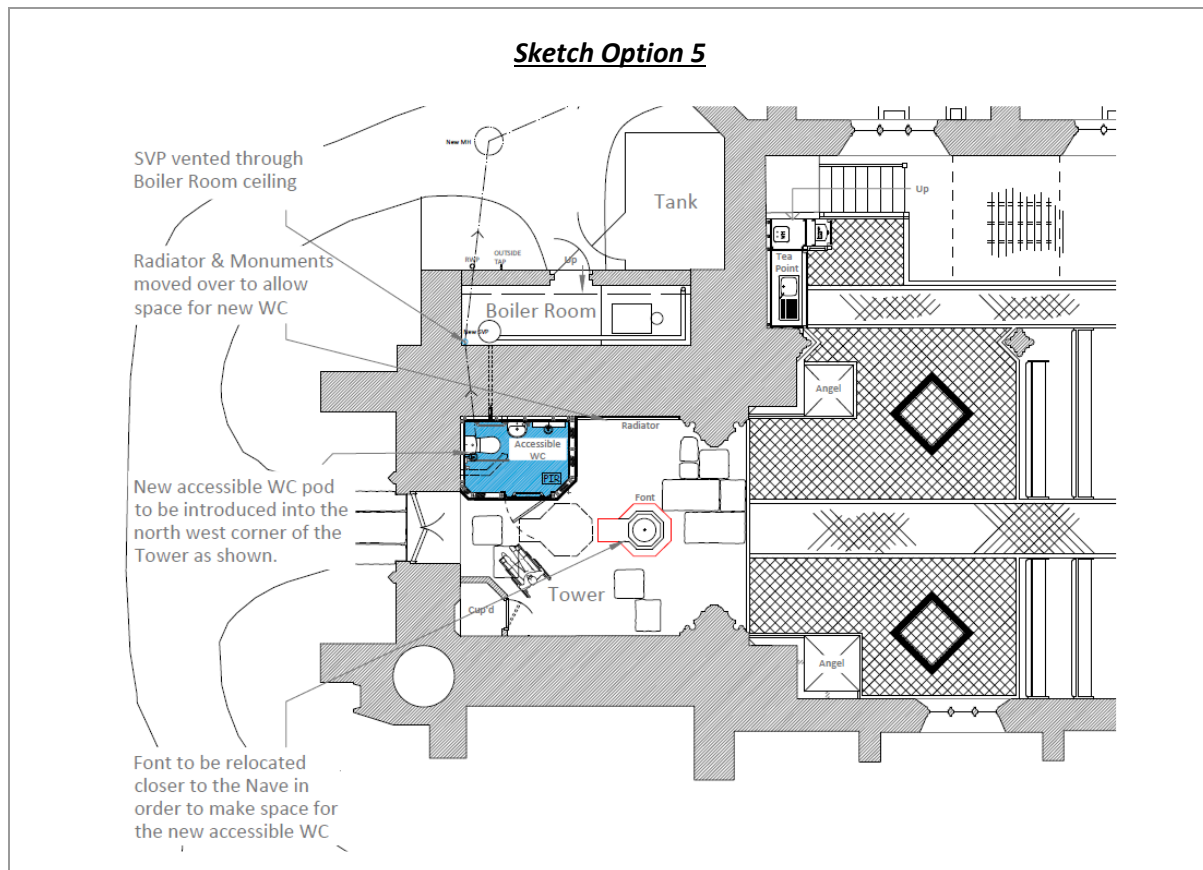 Sketch Option 5
SVP vented through
Boiler Room ceiling
New MH
Tank
Up
Radiator & Monuments
moved over to allow
space for new WC
RWP
OUTSIDE
TAP
Up
Tea
Point
Boiler Room
New SVP
Angel
Radiator
Accessible
WC
PIR
New accessible WC pod
to be introduced into the
north west corner of the
Tower as shown.
Font
Tower
Cup'd
Angel
Font to be relocated
closer to the Nave in
order to make space for
the new accessible WC